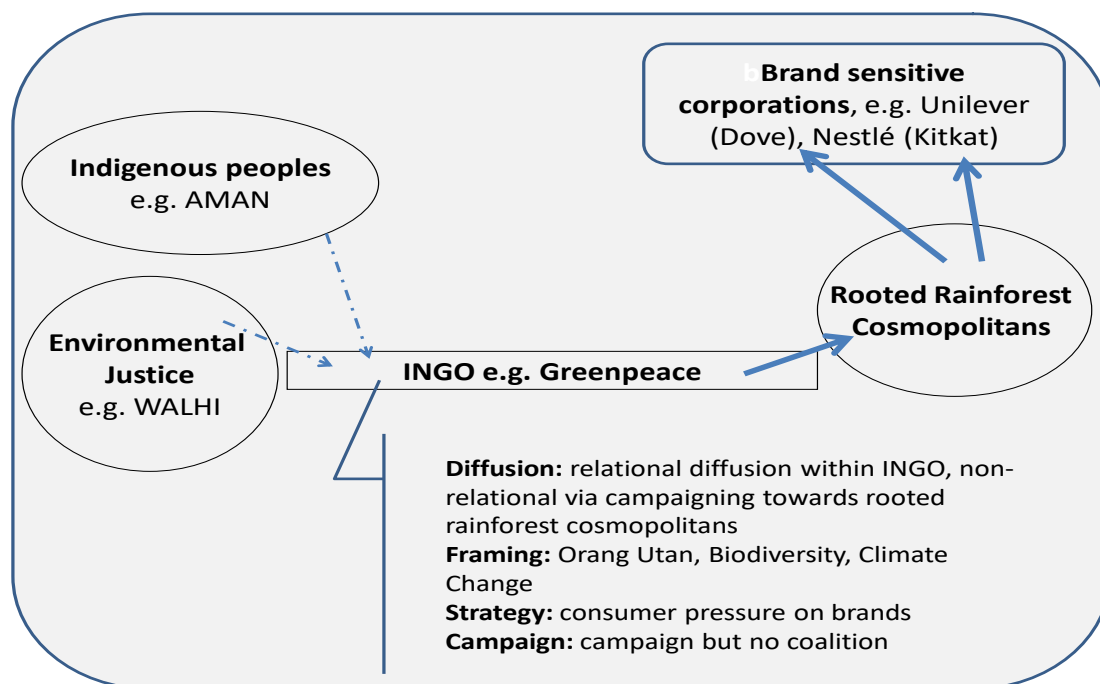 bBrand sensitive
corporations, e.g. Unilever
(Dove), Nestlé (Kitkat)
Indigenous peoples
e.g. AMAN
Rooted Rainforest
Cosmopolitans
Environmental
Justice
e.g. WALHI
INGO e.g. Greenpeace
Diffusion: relational diffusion within INGO, non-
relational via campaigning towards rooted
rainforest cosmopolitans
Framing: Orang Utan, Biodiversity, Climate
Change
Strategy: consumer pressure on brands
Campaign: campaign but no coalition